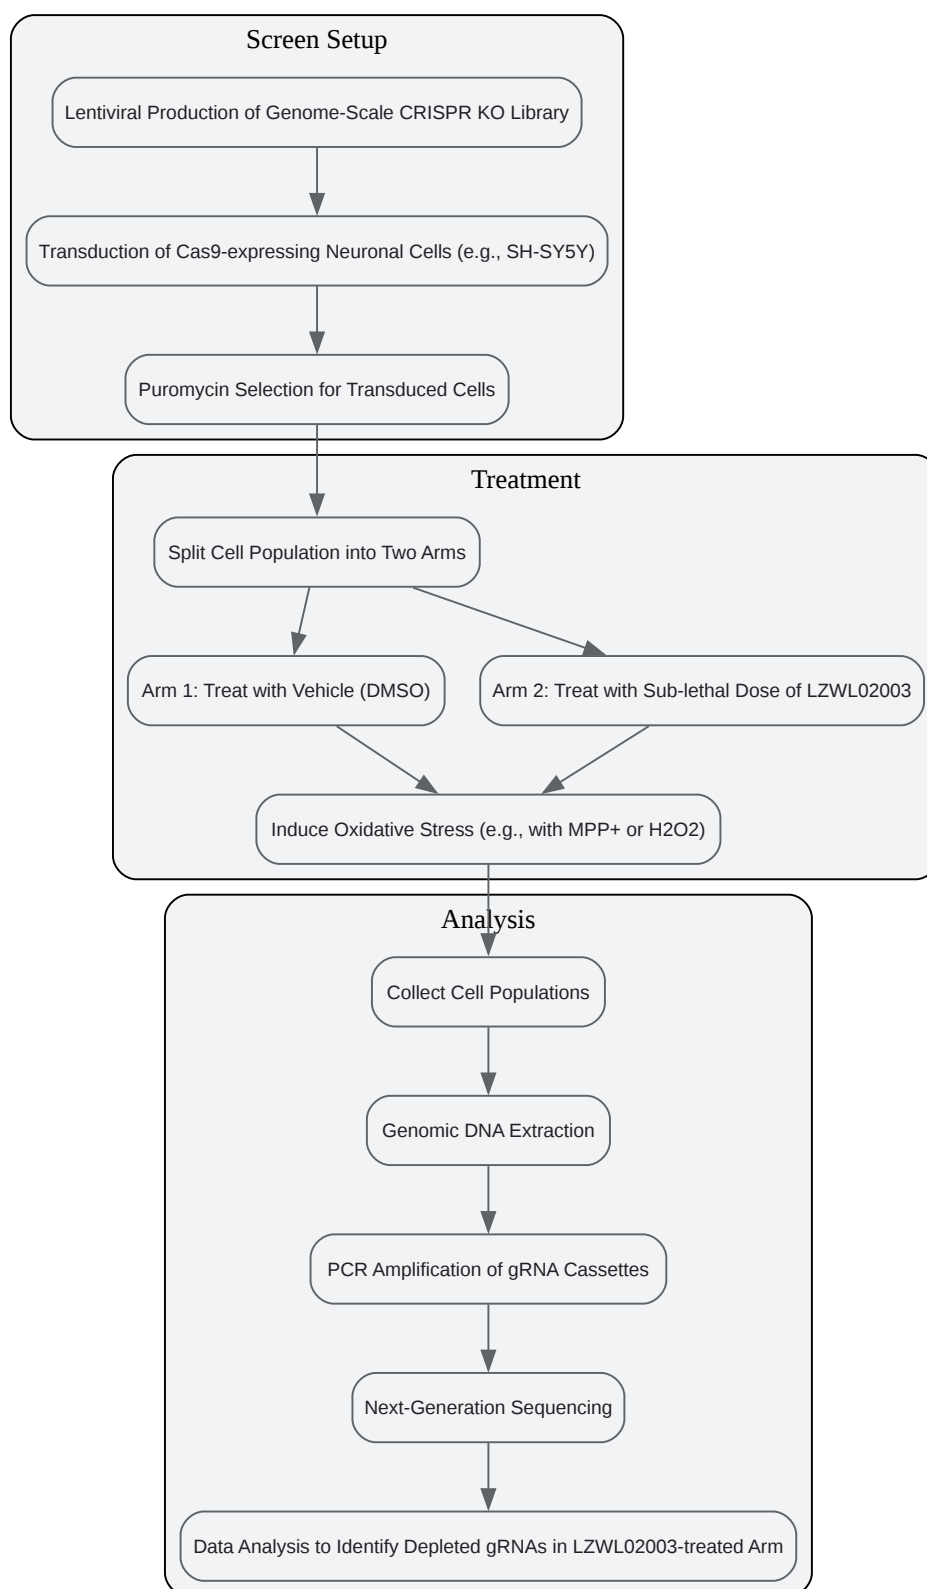 Screen Setup
Lentiviral Production of Genome-Scale CRISPR KO Library
Transduction of Cas9-expressing Neuronal Cells (e.g., SH-SY5Y)
Puromycin Selection for Transduced Cells
Treatment
Split Cell Population into Two Arms
Arm 1: Treat with Vehicle (DMSO)
Arm 2: Treat with Sub-lethal Dose of LZWL02003
Induce Oxidative Stress (e.g., with MPP+ or H2O2)
Analysis
Collect Cell Populations
Genomic DNA Extraction
PCR Amplification of gRNA Cassettes
Next-Generation Sequencing
Data Analysis to Identify Depleted gRNAs in LZWL02003-treated Arm